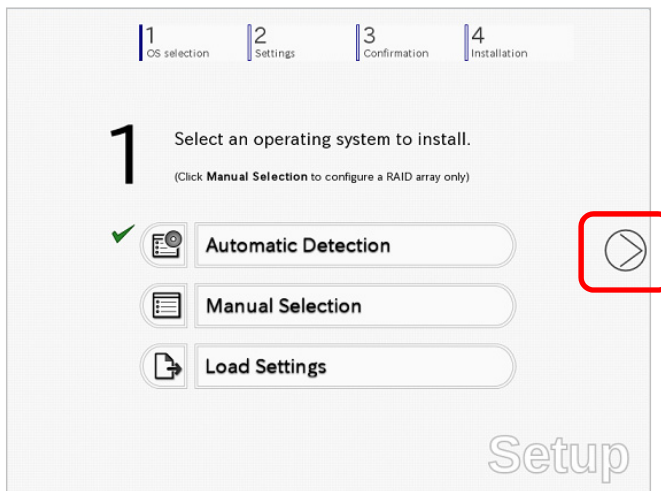 1 2 3 4
OS selection Settings Confirmation Installation
1 Select an operating system to install.
(Click Manual Selection to configure a RAID array only)
Automatic Detection
Manual Selection
Load Settings
Setup